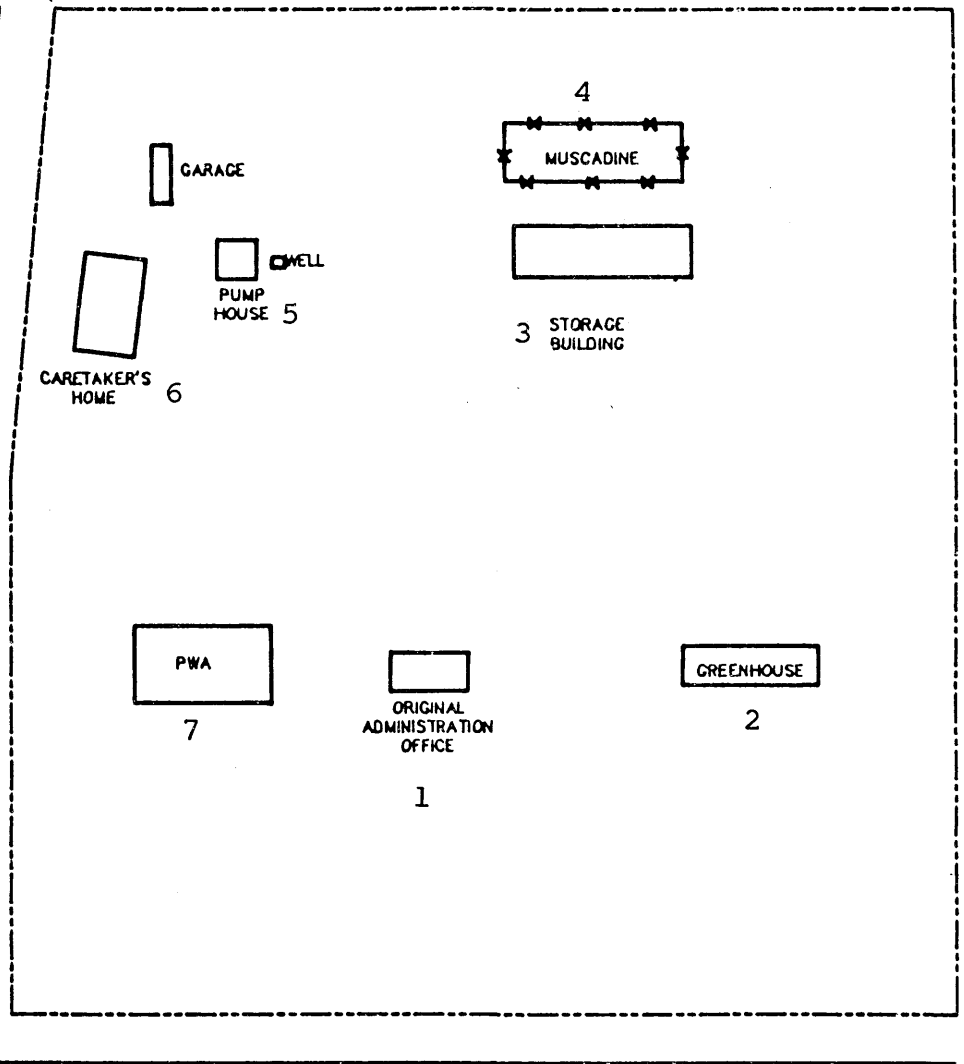 4
MUSCADINE
GARAGE
WELL
PUMP
HOUSE 5
3 STORAGE
BUILDING
CARETAKER'S
HOME 6
PWA
7
ORIGINAL
ADMINISTRATION
OFFICE
1
GREENHOUSE
2